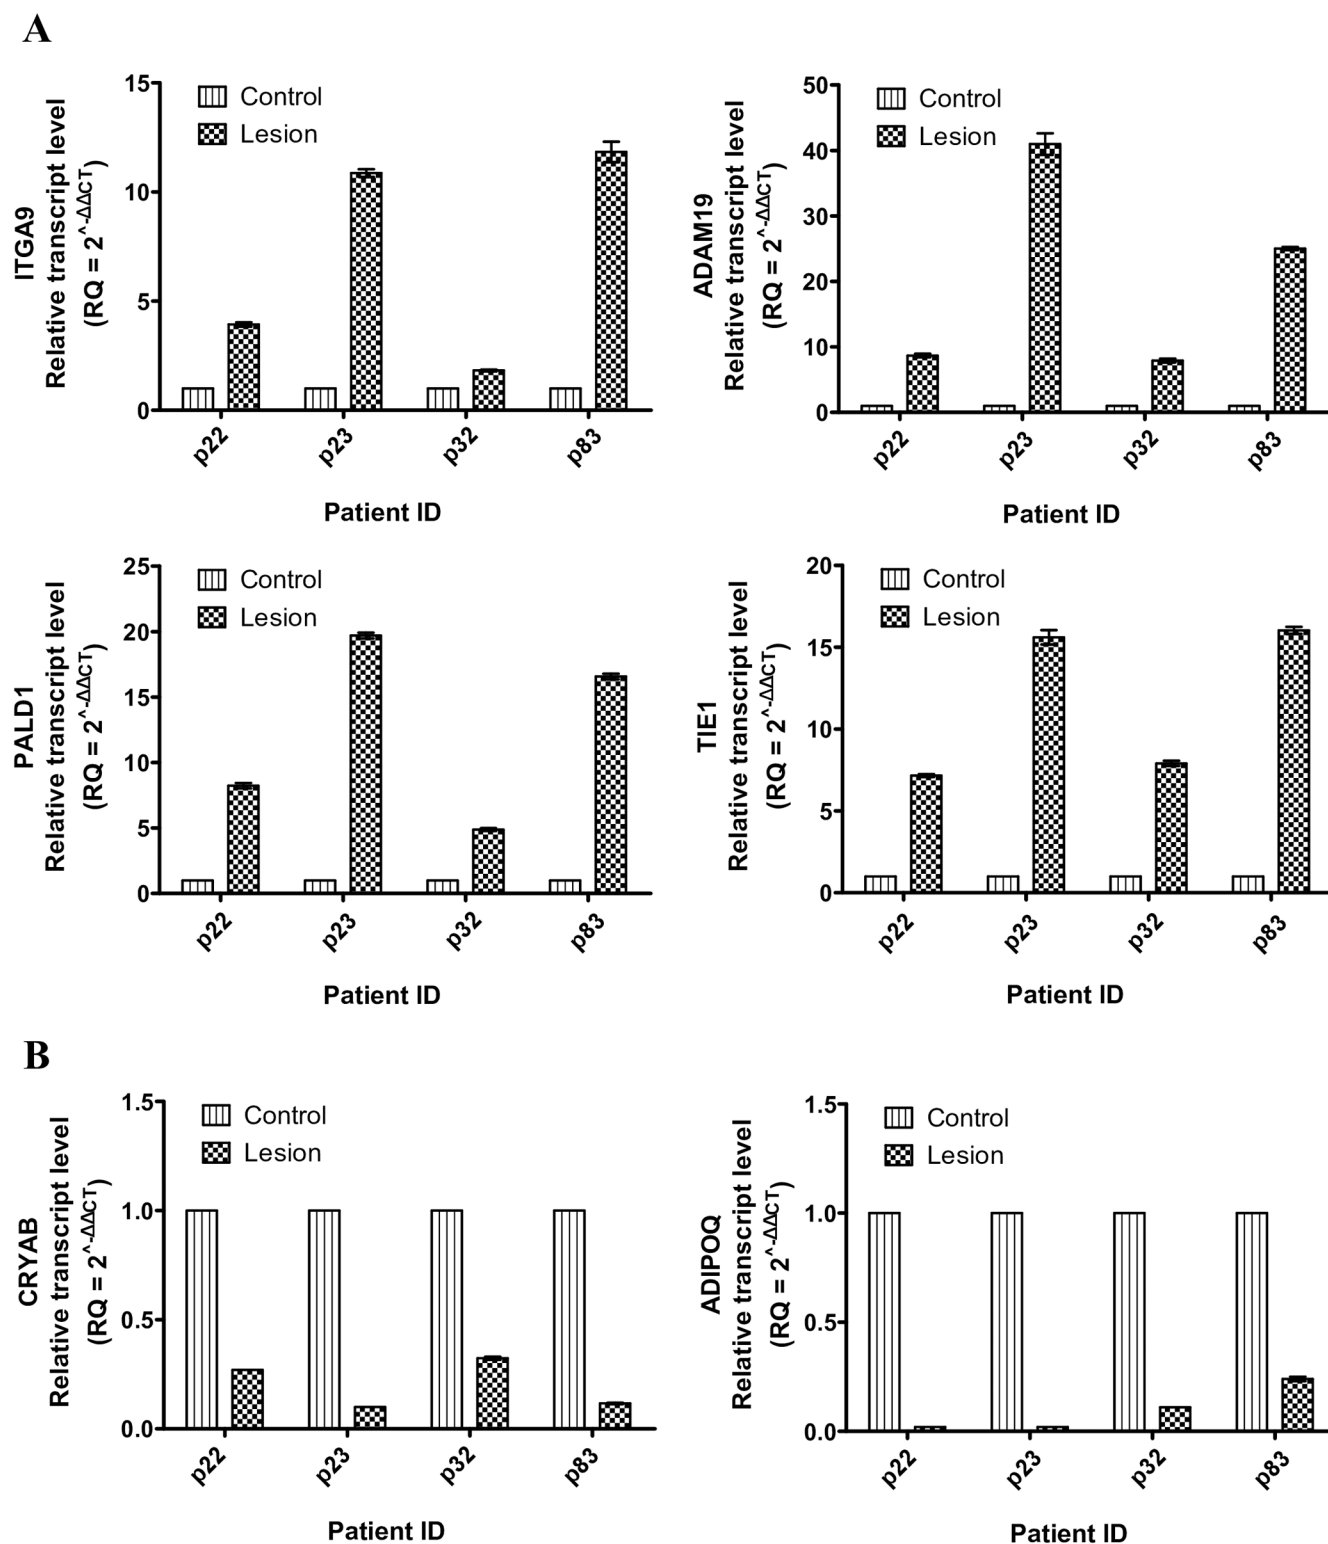 A
ITGA9
Relative transcript level
(RQ = 2^-ΔΔCT)
15
10
5
0
Control
Lesion
p22
p23
p32
p83
Patient ID
ADAM19
Relative transcript level
(RQ = 2^-ΔΔCT)
50
40
30
20
10
0
Control
Lesion
p22
p23
p32
p83
Patient ID
PALD1
Relative transcript level
(RQ = 2^-ΔΔCT)
25
20
15
10
5
0
Control
Lesion
p22
p23
p32
p83
Patient ID
TIE1
Relative transcript level
(RQ = 2^-ΔΔCT)
20
15
10
5
0
Control
Lesion
p22
p23
p32
p83
Patient ID
B
CRYAB
Relative transcript level
(RQ = 2^-ΔΔCT)
1.5
1.0
0.5
0.0
Control
Lesion
p22
p23
p32
p83
Patient ID
ADIPOQ
Relative transcript level
(RQ = 2^-ΔΔCT)
1.5
1.0
0.5
0.0
Control
Lesion
p22
p23
p32
p83
Patient ID